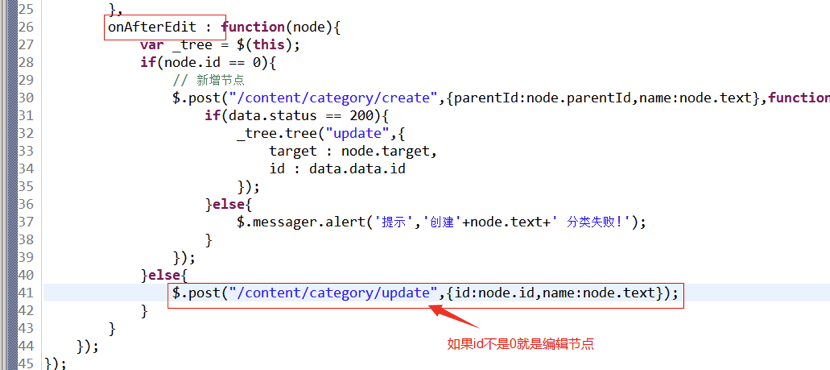 25 },
26 onAfterEdit : function(node){
27 var _tree = $(this);
28 if(node.id == 0){
29 // 新增节点
30 $.post("/content/category/create",{parentId:node.parentId,name:node.text},function
31 if(data.status == 200){
32 _tree.tree("update",{
33 target : node.target,
34 id : data.data.id
35 });
36 }else{
37 $.messager.alert('提示','创建'+node.text+' 分类失败!');
38 }
39 });
40 }else{
41 $.post("/content/category/update",{id:node.id,name:node.text});
42 }
43 }
如果id不是0就是编辑节点
44 });
45 });